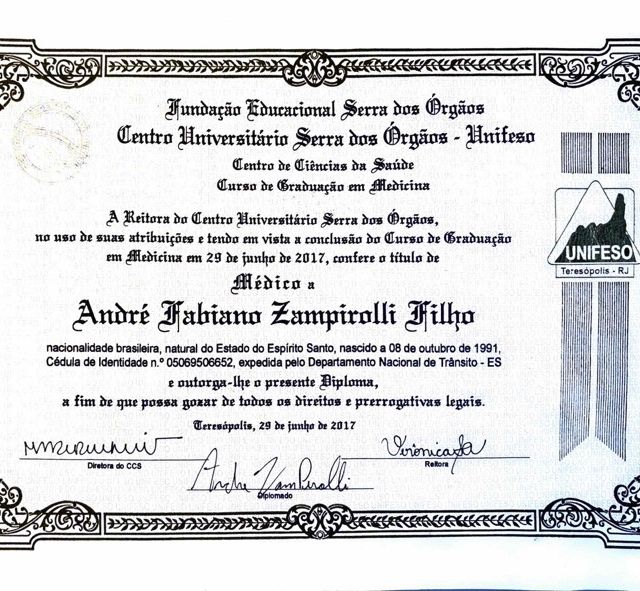 Fundação Educacional Serra dos Órgãos
Centro Universitário Serra dos Órgãos - Unifeso
Centro de Ciências da Saúde
Curso de Graduação em Medicina
A Reitora do Centro Universitário Serra dos Órgãos,
no uso de suas atribuições e tendo em vista a conclusão do Curso de Graduação
em Medicina em 29 de junho de 2017, confere o título de
Médico a
André Fabiano Zampirolli Filho
nacionalidade brasileira, natural do Estado do Espírito Santo, nascido a 08 de outubro de 1991,
Cédula de Identidade n.º 05069506652, expedida pelo Departamento Nacional de Trânsito - ES
e outorga-lhe o presente Diploma,
a fim de que possa gozar de todos os direitos e prerrogativas legais.
Teresópolis, 29 de junho de 2017
Diretora do CCS
Verônica
Reitora
Andre Zampirolli
Diplomado
UNIFESO
Teresópolis - RJ